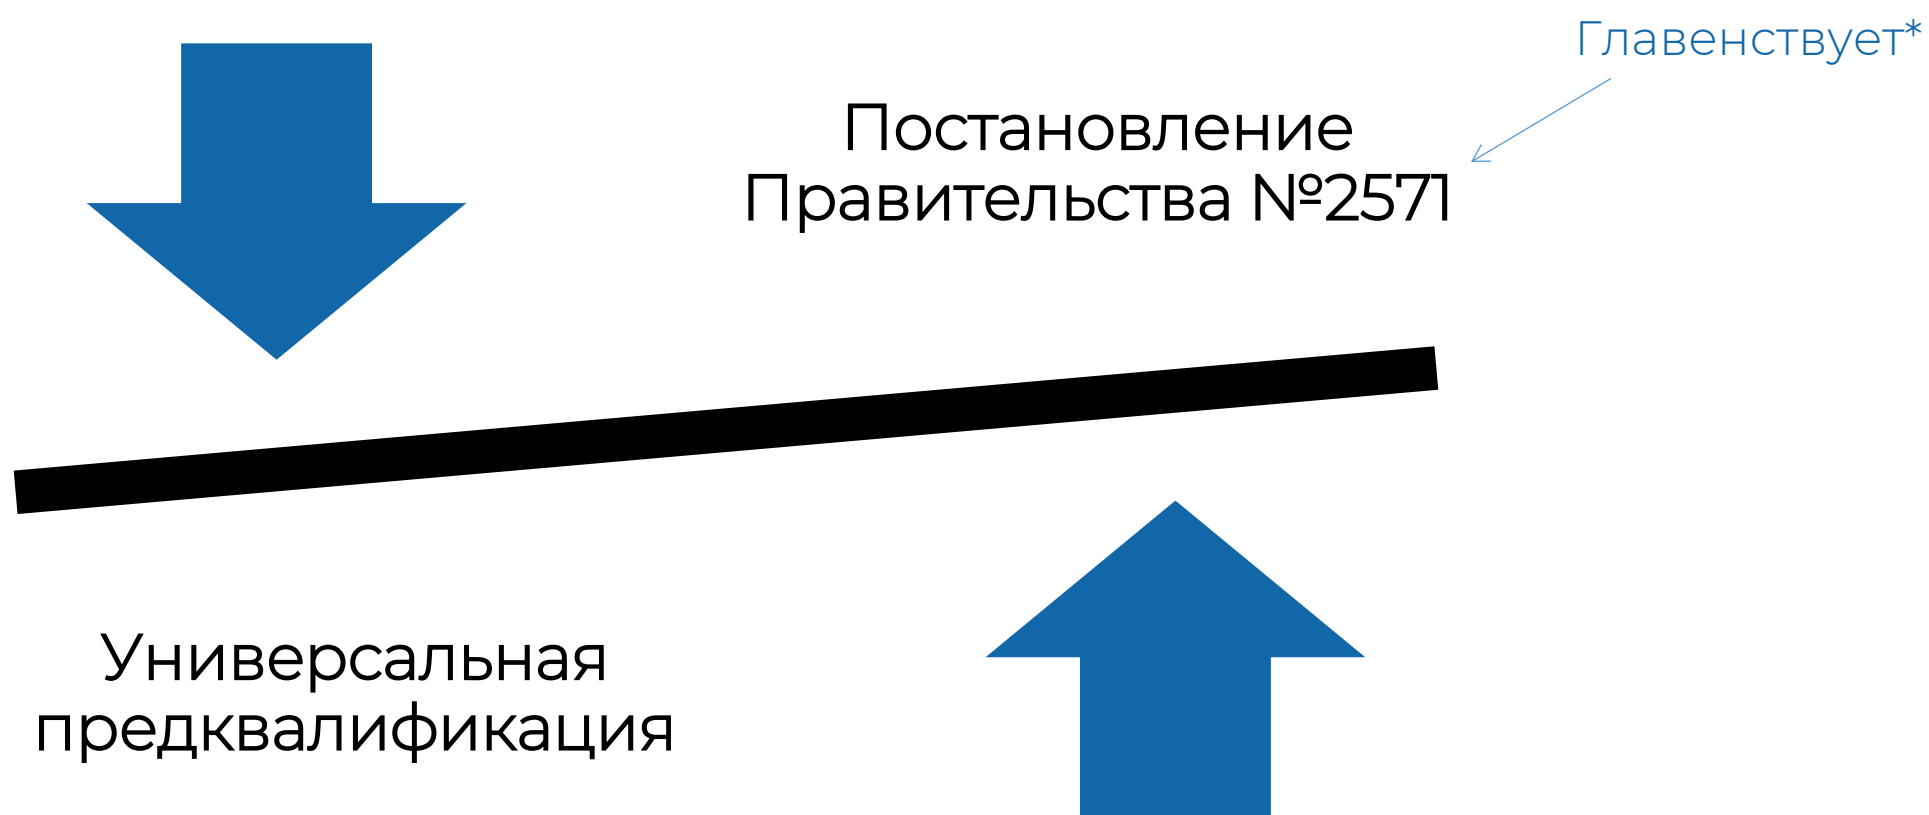 Главенствует*
Постановление
Правительства №2571
Универсальная
предквалификация